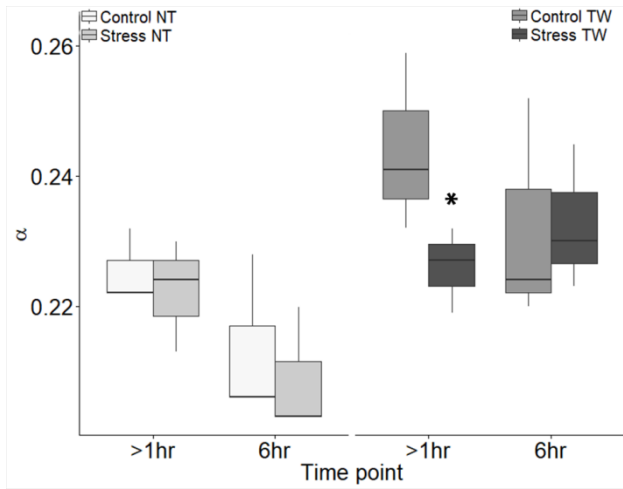 Control NT
Stress NT
Control TW
Stress TW
0.26
0.24
0.22
α
*
>1hr
6hr
>1hr
6hr
Time point